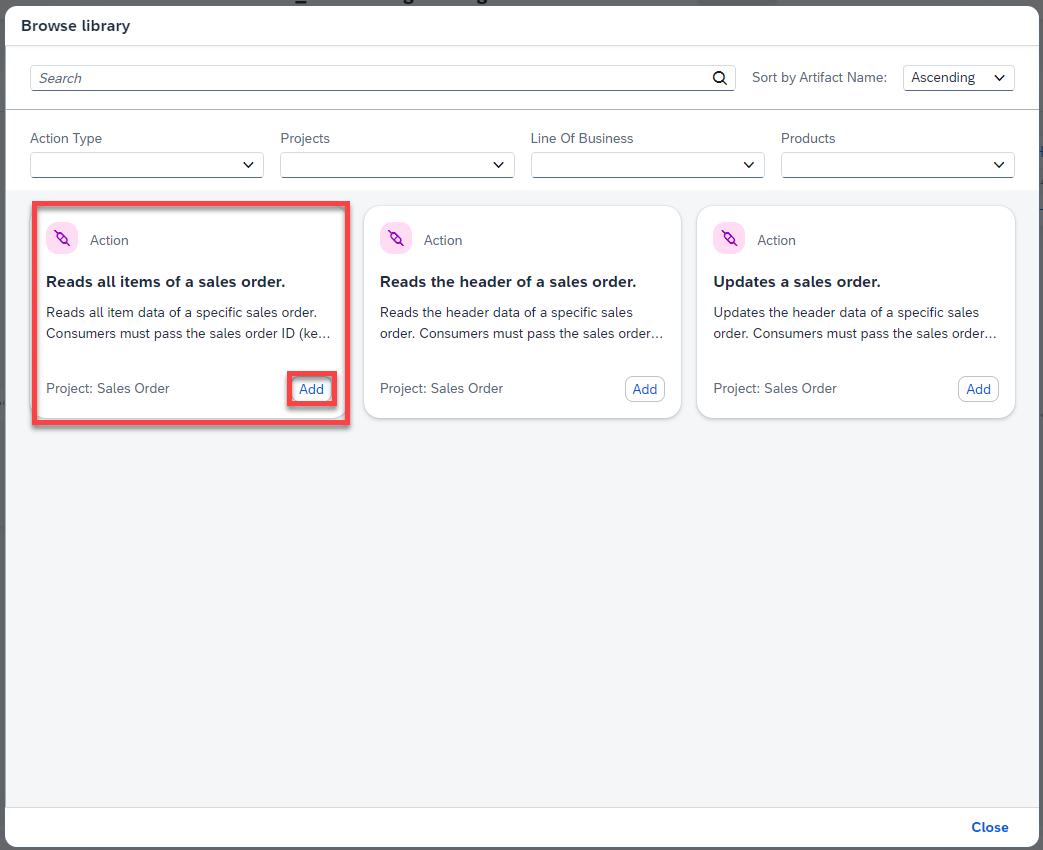 Browse library
Search
Sort by Artifact Name:
Ascending
Action Type
Projects
Line Of Business
Products
Action
Reads all items of a sales order.
Reads all item data of a specific sales order.
Consumers must pass the sales order ID (ke...
Project: Sales Order
Add
Action
Reads the header of a sales order.
Reads the header data of a specific sales
order. Consumers must pass the sales order...
Project: Sales Order
Add
Action
Updates a sales order.
Updates the header data of a specific sales
order. Consumers must pass the sales order...
Project: Sales Order
Add
Close